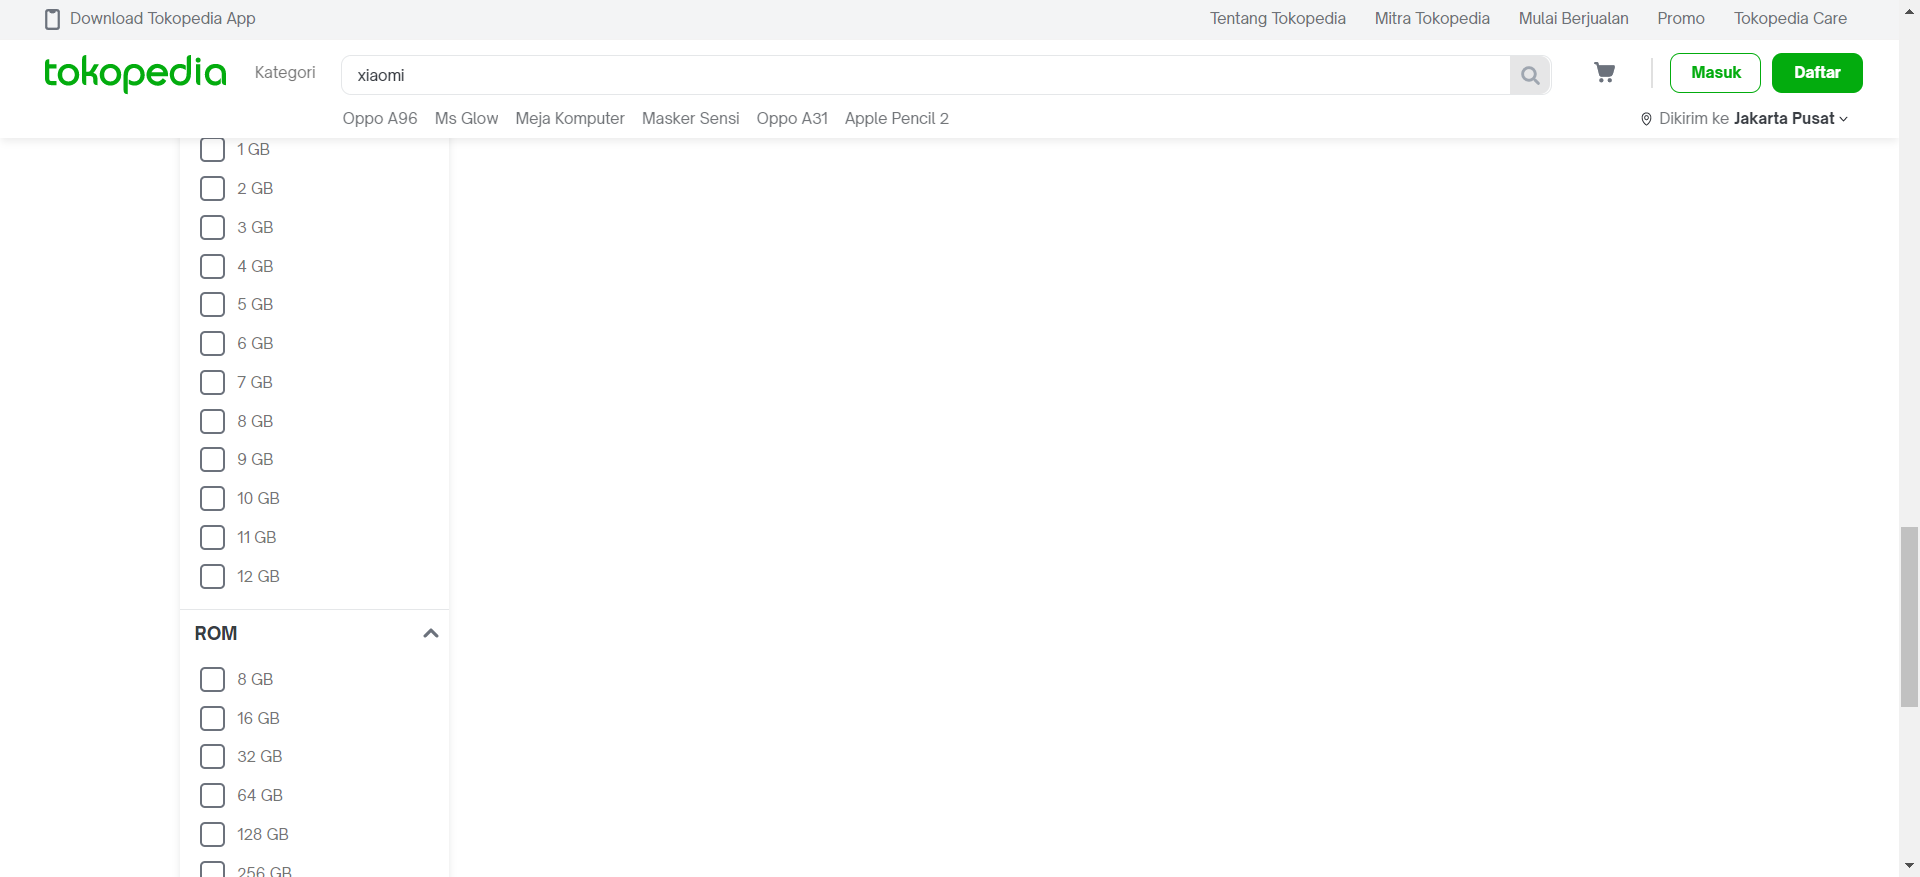 Download Tokopedia App
Tentang Tokopedia
Mitra Tokopedia
Mulai Berjualan
Promo
Tokopedia Care
tokopedia
Kategori
xiaomi
Masuk
Daftar
Oppo A96
Ms Glow
Meja Komputer
Masker Sensi
Oppo A31
Apple Pencil 2
Dikirim ke Jakarta Pusat
1 GB
2 GB
3 GB
4 GB
5 GB
6 GB
7 GB
8 GB
9 GB
10 GB
11 GB
12 GB
ROM
8 GB
16 GB
32 GB
64 GB
128 GB
256 GB